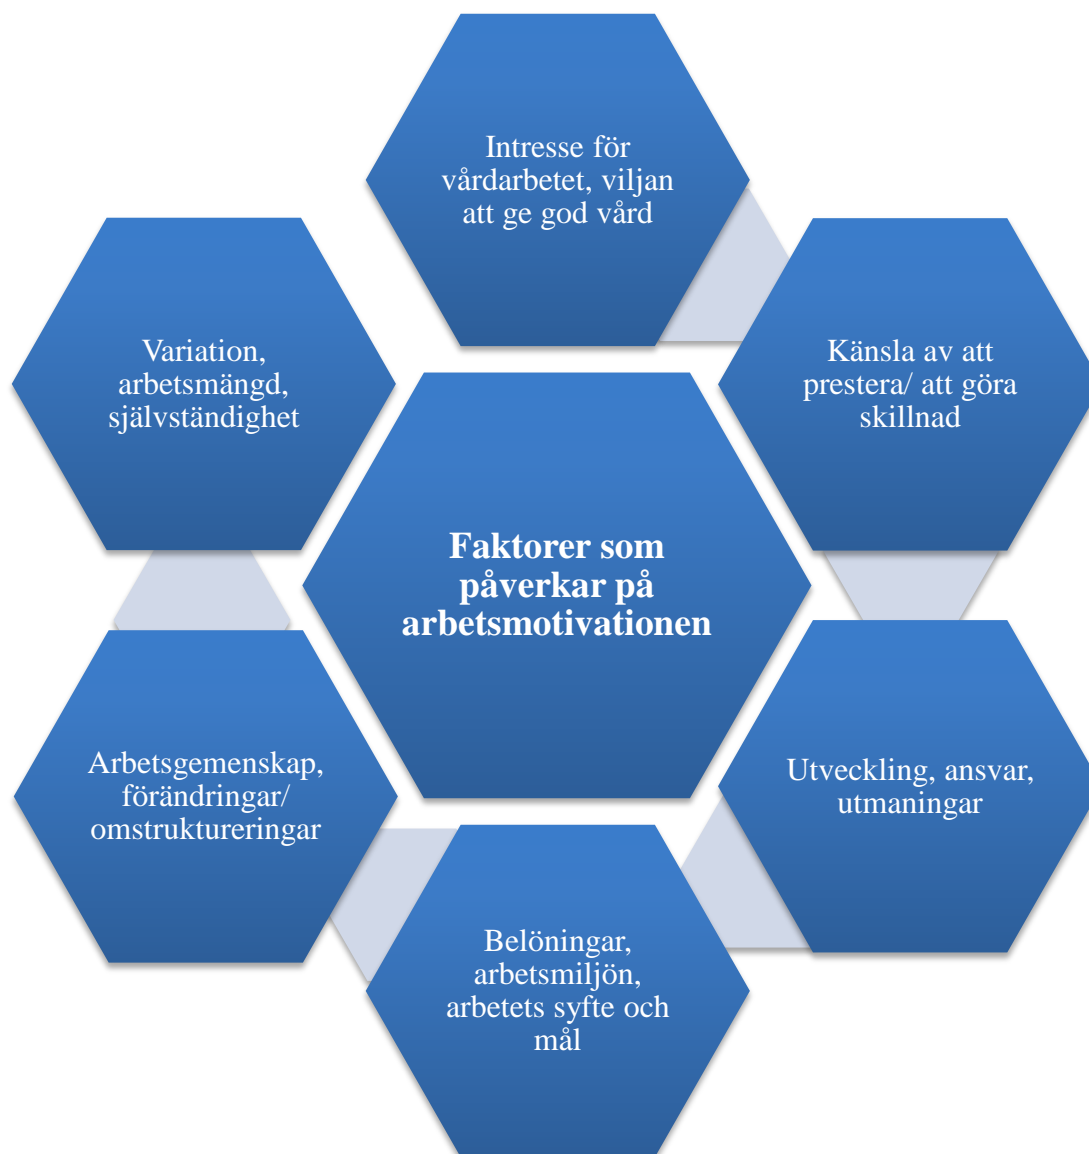 Intresse för
vårdarbetet, viljan
att ge god vård
Känsla av att
prestera/ att göra
skillnad
Utveckling, ansvar,
utmaningar
Belöningar,
arbetsmiljön,
arbetets syfte och
mål
Arbetsgemenskap,
förändringar/
omstruktureringar
Variation,
arbetsmängd,
självständighet
Faktorer som
påverkar på
arbetsmotivationen